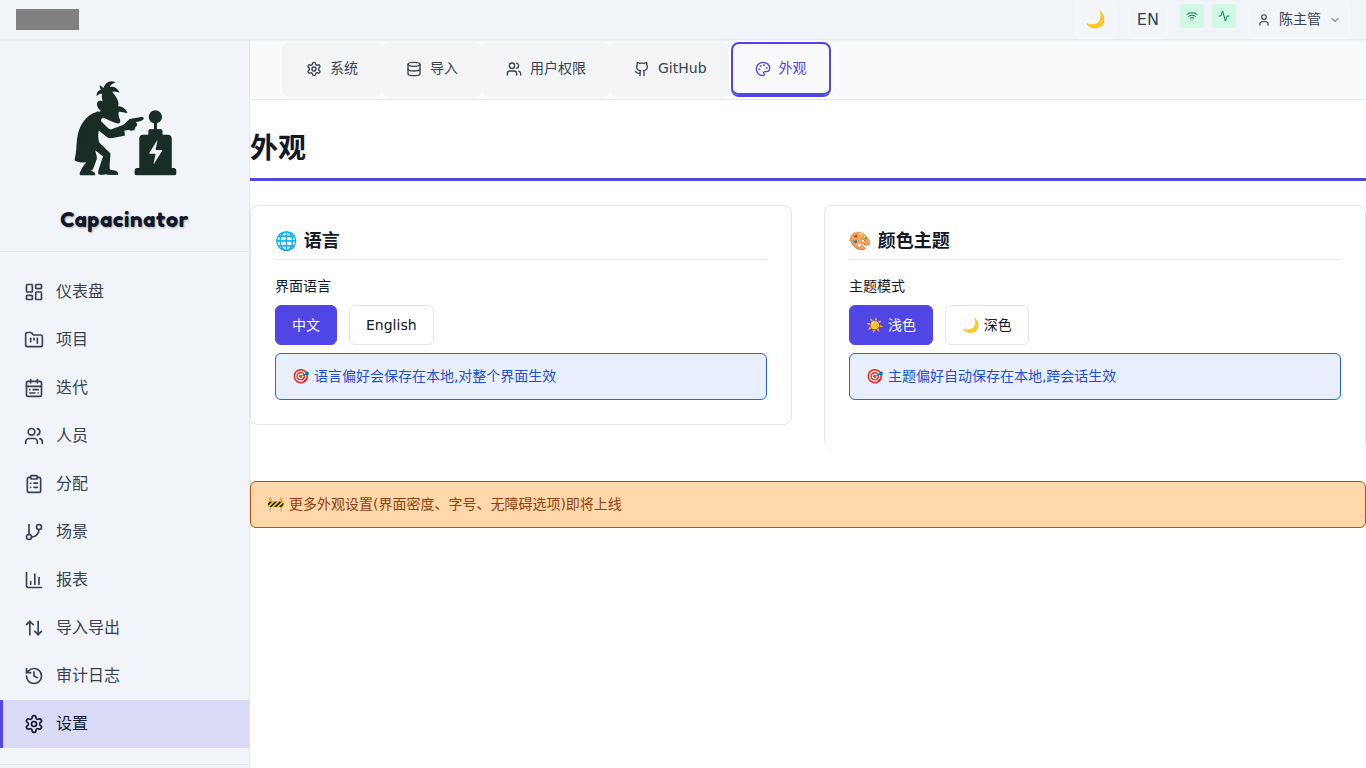 EN
陈主管
Capacinator
仪表盘
项目
迭代
人员
分配
场景
报表
导入导出
审计日志
设置
系统
导入
用户权限
GitHub
外观
外观
🌐 语言
界面语言
中文
English
🎯 语言偏好会保存在本地,对整个界面生效
🎨 颜色主题
主题模式
☀️ 浅色
🌙 深色
🎯 主题偏好自动保存在本地,跨会话生效
🚧 更多外观设置(界面密度、字号、无障碍选项)即将上线